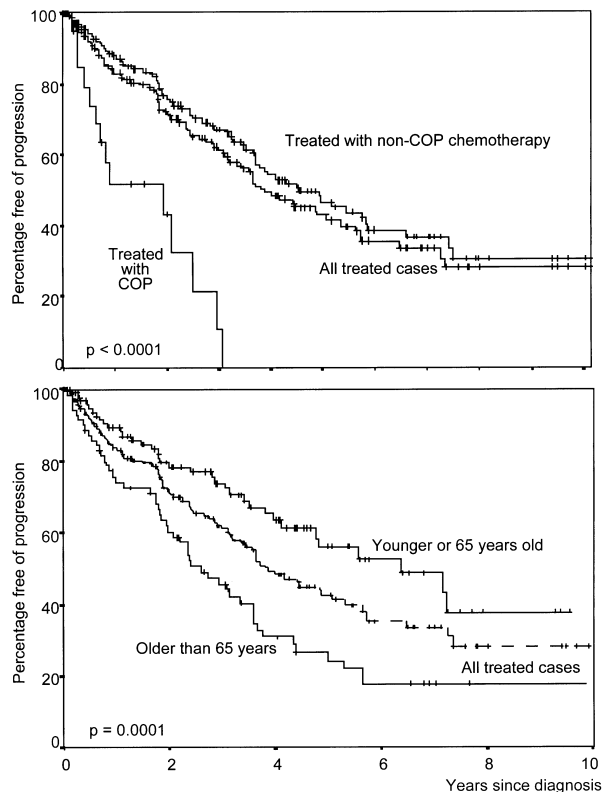 100
80
60
40
20
0
Percentage free of progression
Treated with non-COP chemotherapy
All treated cases
Treated
with
COP
p < 0.0001
100
80
60
40
20
0
Percentage free of progression
Younger or 65 years old
Older than 65 years
All treated cases
p = 0.0001
0 2 4 6 8 10
Years since diagnosis